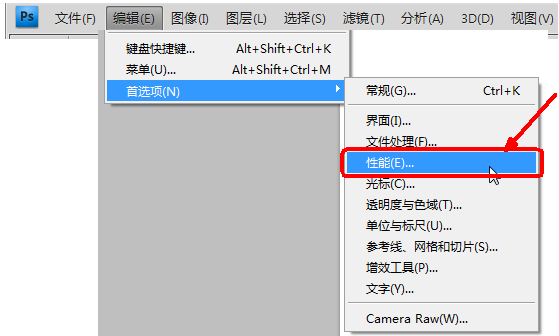 Ps 文件(F) 编辑(E) 图像(I) 图层(L) 选择(S) 滤镜(T) 分析(A) 3D(D) 视图(V)
键盘快捷键... Alt+Shift+Ctrl+K
菜单(U)... Alt+Shift+Ctrl+M
首选项(N)
常规(G)... Ctrl+K
界面(I)...
文件处理(F)...
性能(E)...
光标(C)...
透明度与色域(T)...
单位与标尺(U)...
参考线、网格和切片(S)...
增效工具(P)...
文字(Y)...
Camera Raw(W)...